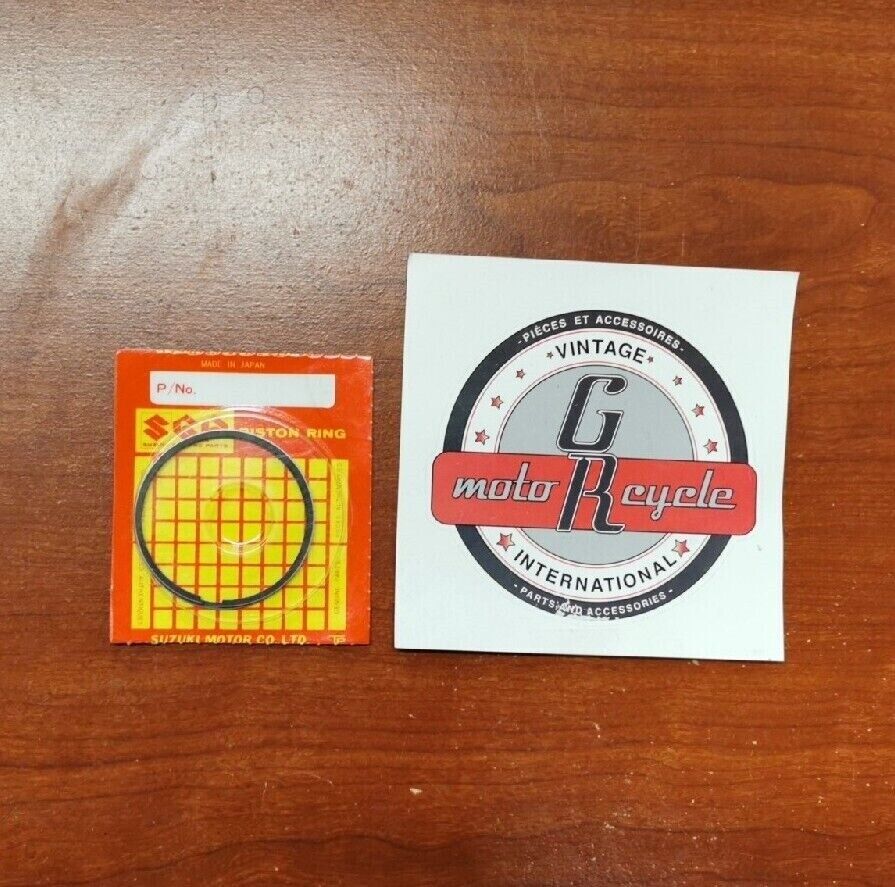 MADE IN JAPAN
P/No.
PISTON RING
SUZUKI MOTOR CO., LTD.
- PIÈCES ET ACCESSOIRES -
VINTAGE
GR
moto cycle
INTERNATIONAL
- PARTS AND ACCESSORIES -